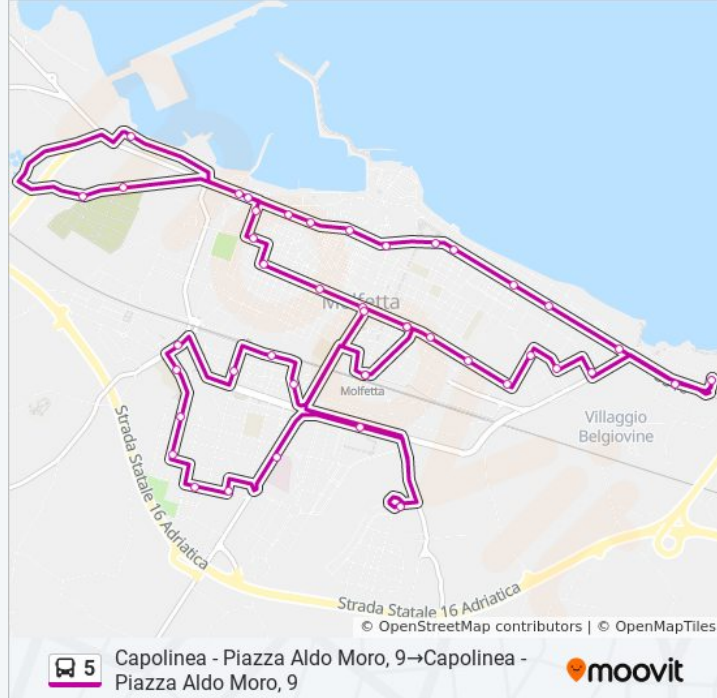 Molfetta
Molfetta
Villaggio
Belgiovine
Strada Statale 16 Adriatica
Strada Statale 16 Adriatica
© OpenStreetMap contributors | © OpenMapTiles
5
Capolinea - Piazza Aldo Moro, 9→Capolinea -
Piazza Aldo Moro, 9
moovit